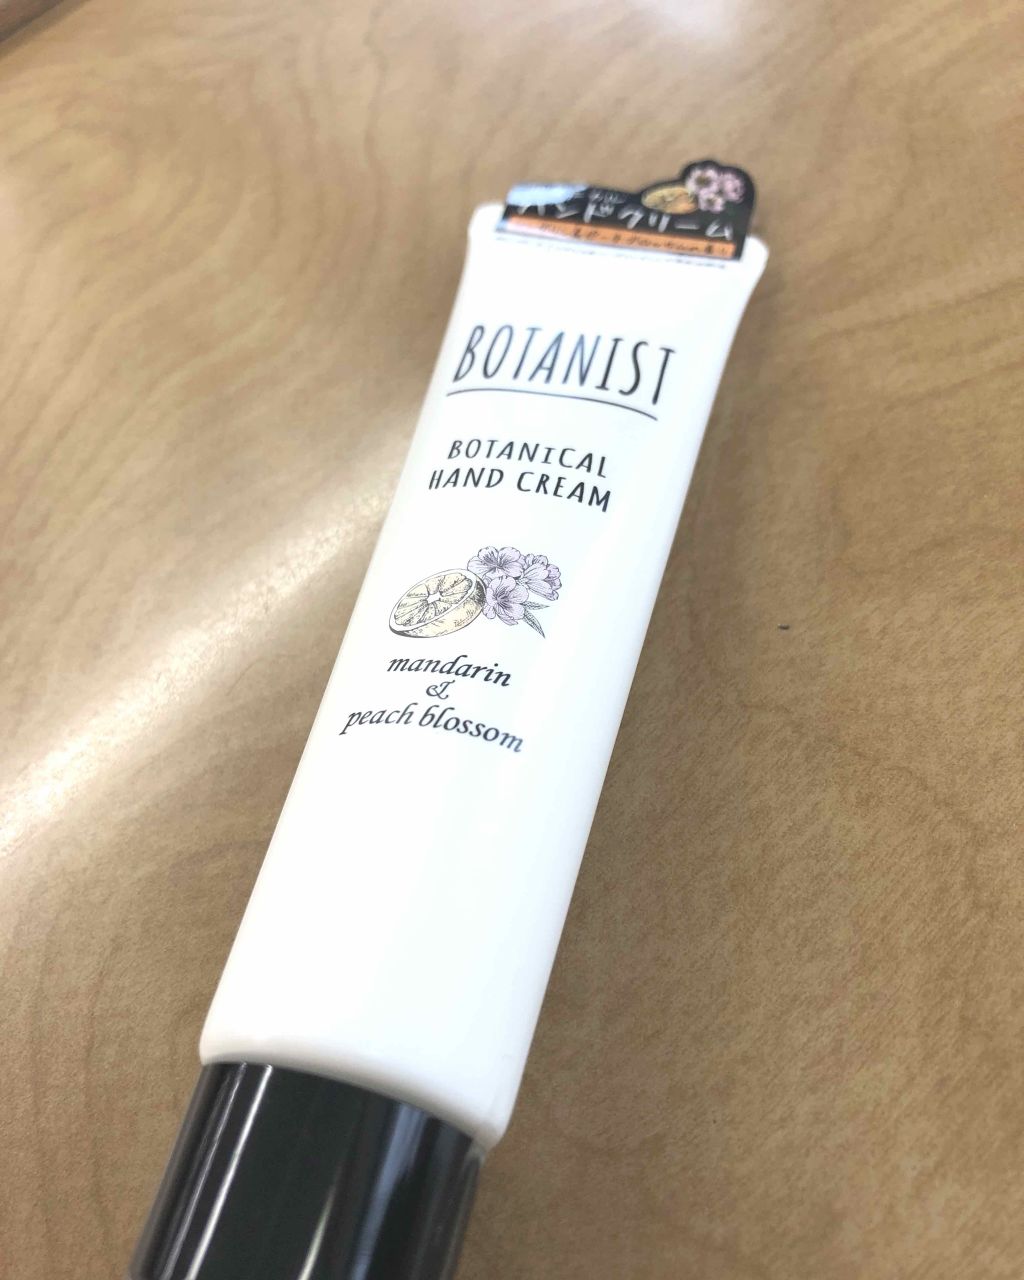 ハンドクリーム
BOTANIST
BOTANICAL
HAND CREAM
mandarin
&
peach blossom